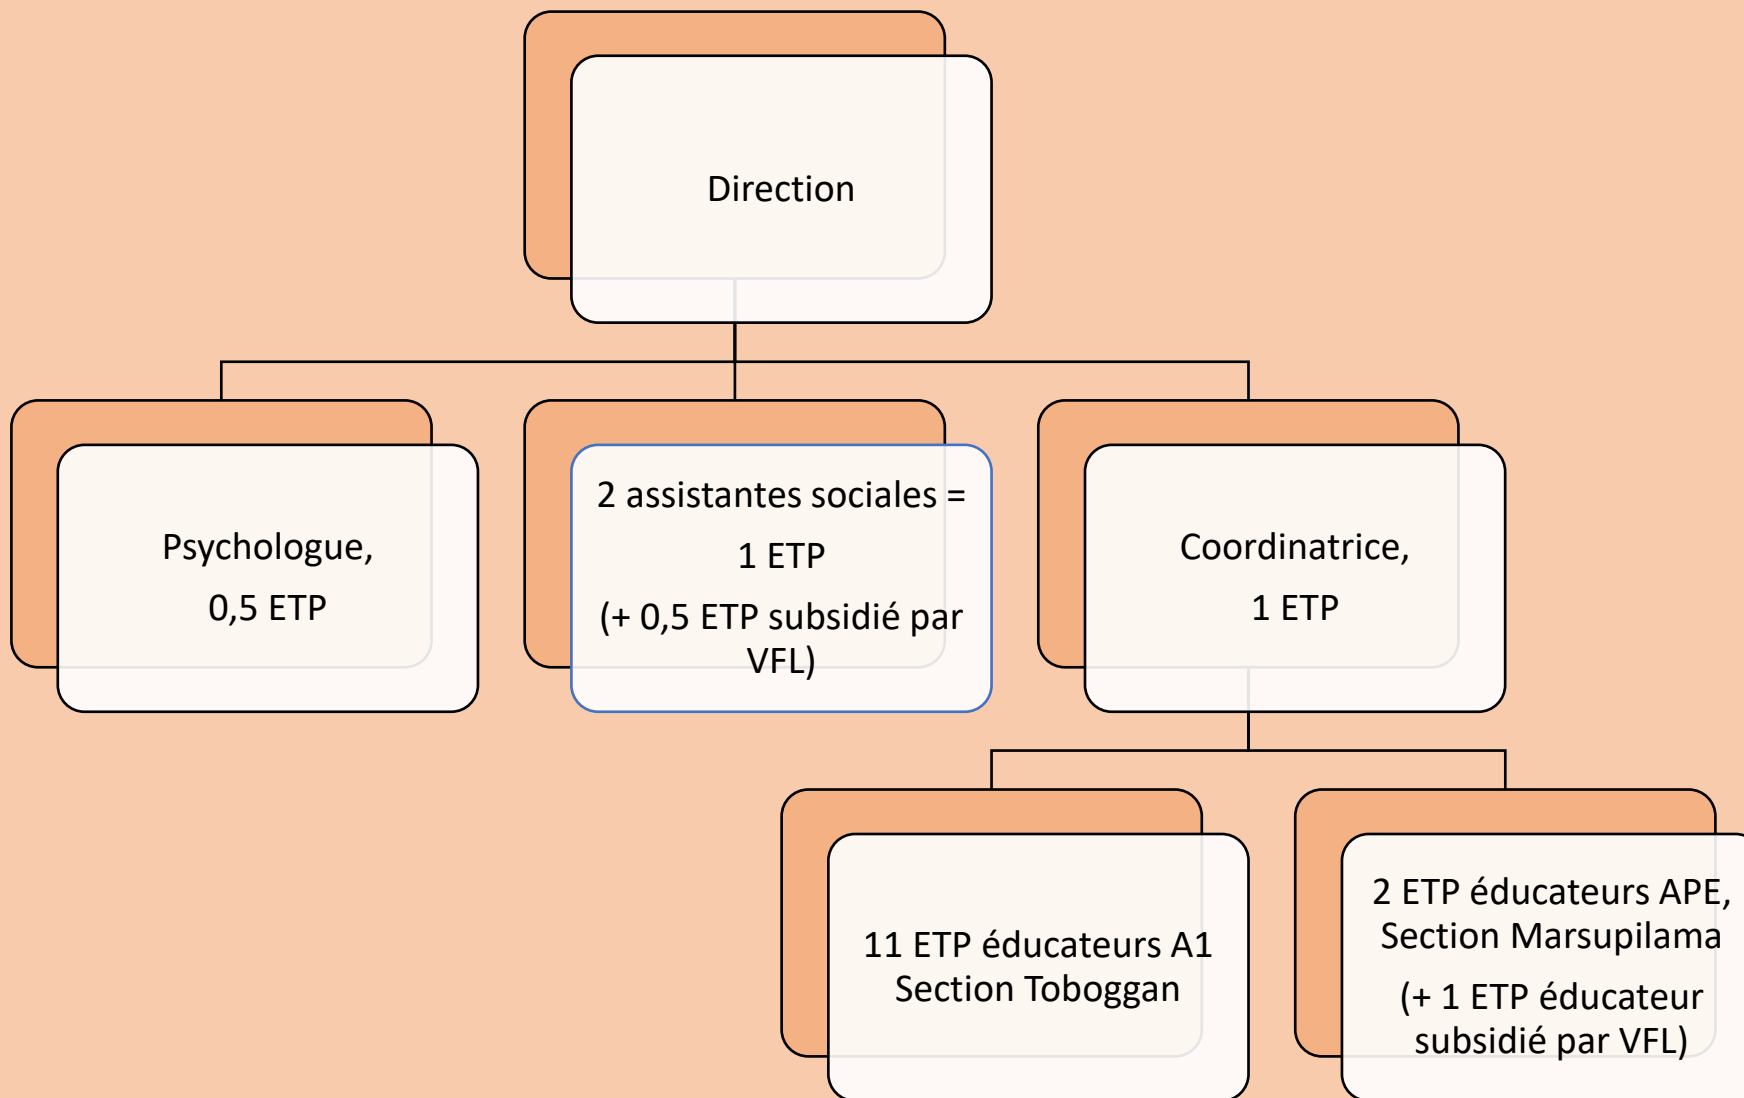 Direction
Psychologue,
0,5 ETP
2 assistantes sociales =
1 ETP
(+ 0,5 ETP subsidié par
VFL)
Coordinatrice,
1 ETP
11 ETP éducateurs A1
Section Toboggan
2 ETP éducateurs APE,
Section Marsupilama
(+ 1 ETP éducateur
subsidié par VFL)